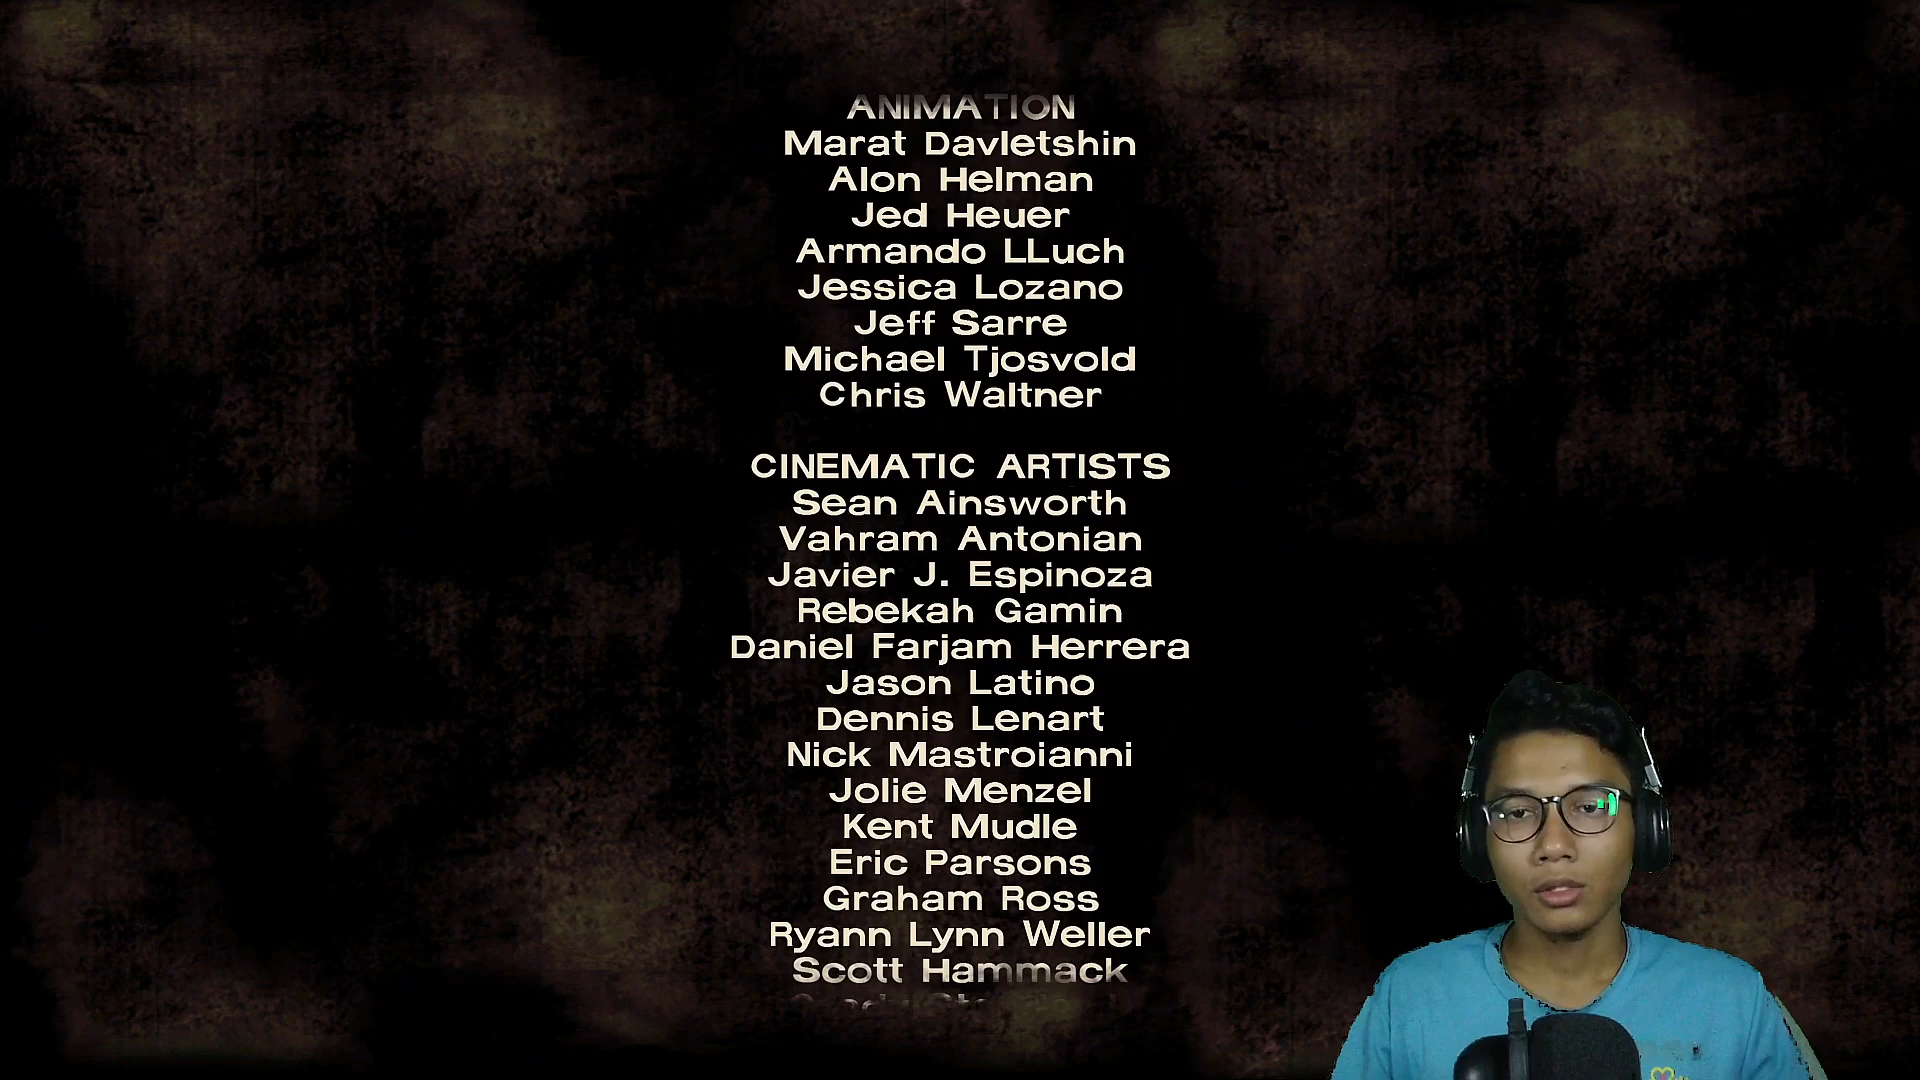 ANIMATION
Marat Davletshin
Alon Helman
Jed Heuer
Armando LLuch
Jessica Lozano
Jeff Sarre
Michael Tjosvold
Chris Waltner
CINEMATIC ARTISTS
Sean Ainsworth
Vahram Antonian
Javier J. Espinoza
Rebekah Gamin
Daniel Farjam Herrera
Jason Latino
Dennis Lenart
Nick Mastroianni
Jolie Menzel
Kent Mudle
Eric Parsons
Graham Ross
Ryann Lynn Weller
Scott Hammack